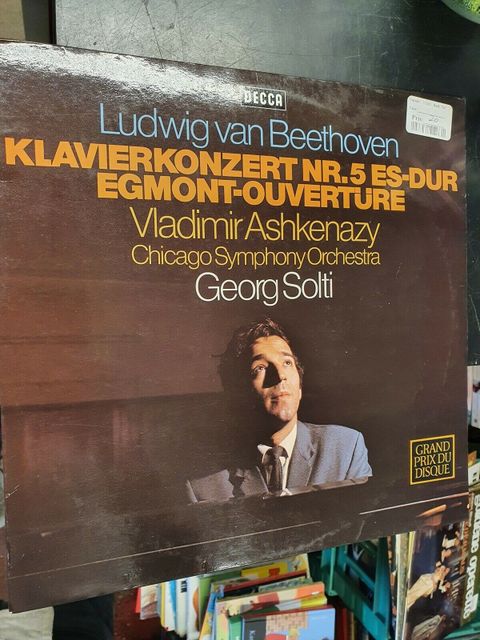 DECCA
Ludwig van Beethoven
KLAVIERKONZERT NR.5 ES-DUR
EGMONT-OUVERTURE
Vladimir Ashkenazy
Chicago Symphony Orchestra
Georg Solti
GRAND
PRIX DU
DISQUE
Pris 20